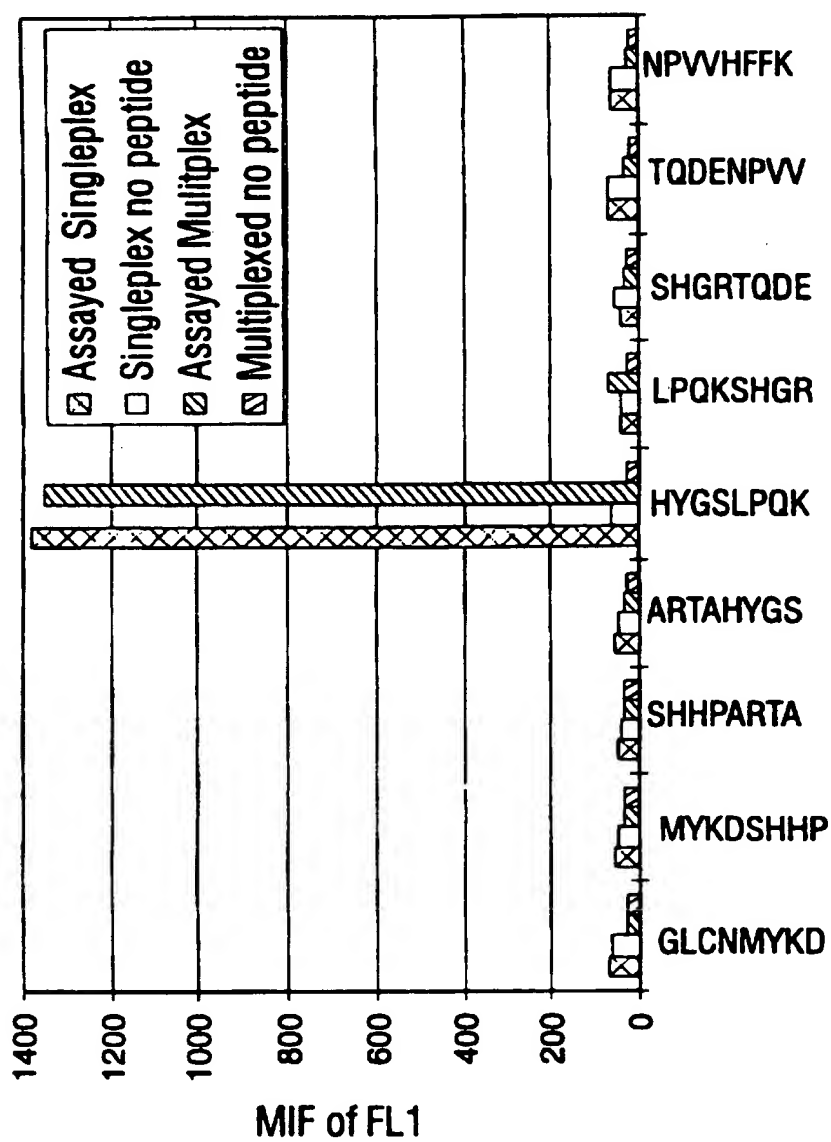 Assayed Singleplex
Singleplex no peptide
Assayed Mulitplex
Multiplexed no peptide
1400
1200
1000
800
600
400
200
0
MIF of FL1
GLCNMYKD
MYKDSHHP
SHHPARTA
ARTAHYGS
HYGSLPQK
LPQKSHGR
SHGRTQDE
TQDENPVV
NPVVHFFK